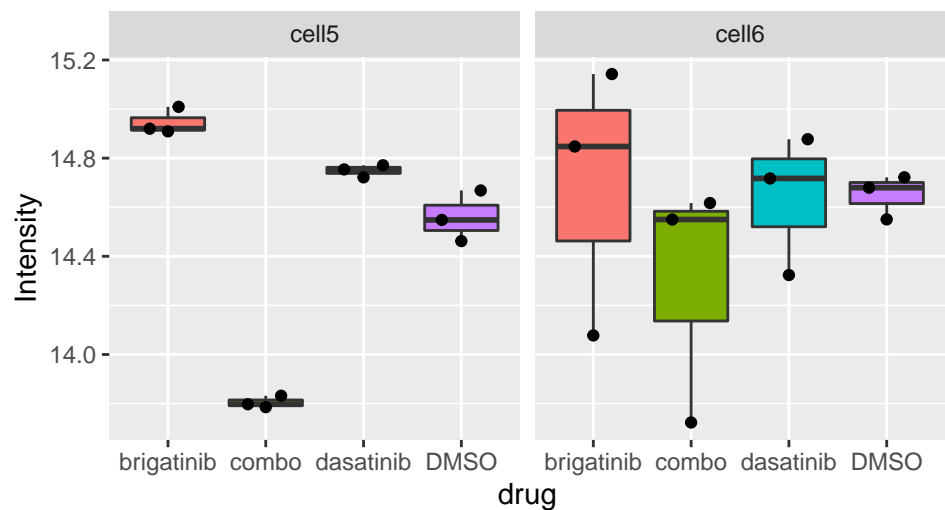 cell5 cell6
15.2
14.8
14.4
14.0
Intensity
brigatinib combo dasatinib DMSO brigatinib combo dasatinib DMSO
drug